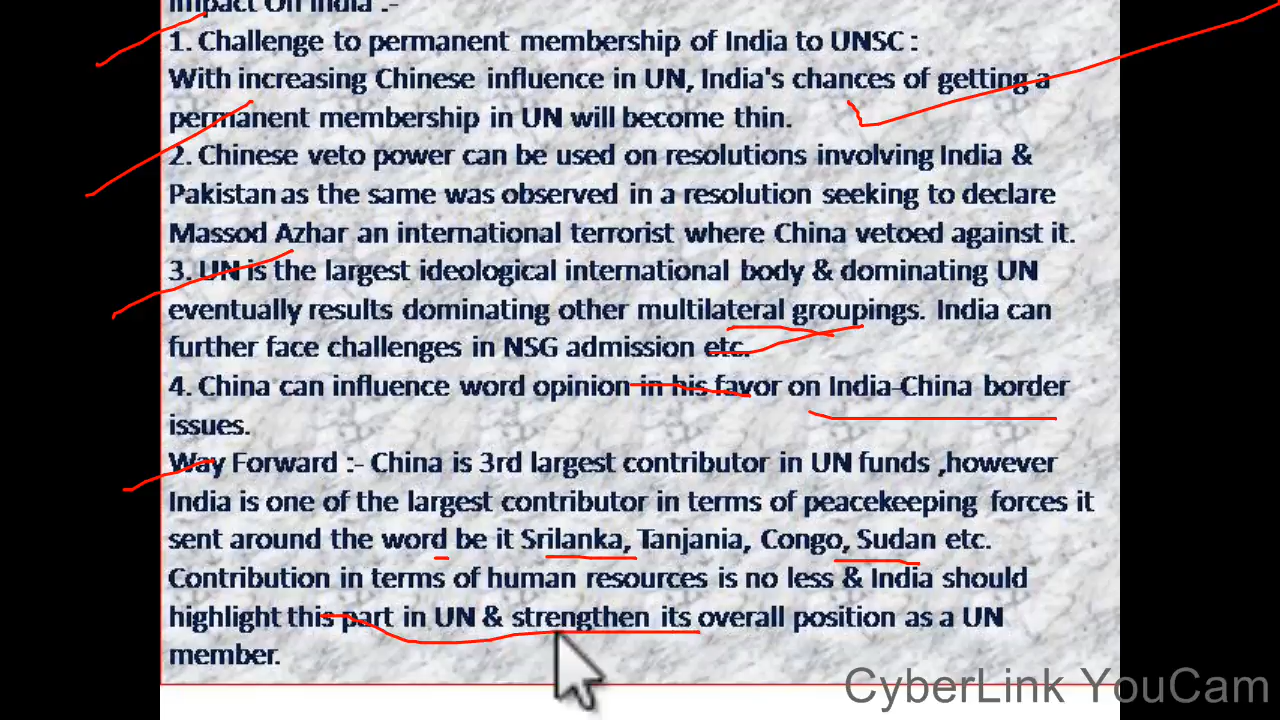 Impact On India :-
1. Challenge to permanent membership of India to UNSC :
With increasing Chinese influence in UN, India's chances of getting a
permanent membership in UN will become thin.
2. Chinese veto power can be used on resolutions involving India &
Pakistan as the same was observed in a resolution seeking to declare
Massod Azhar an international terrorist where China vetoed against it.
3. UN is the largest ideological international body & dominating UN
eventually results dominating other multilateral groupings. India can
further face challenges in NSG admission etc.
4. China can influence word opinion in his favor on India-China border
issues.
Way Forward :- China is 3rd largest contributor in UN funds ,however
India is one of the largest contributor in terms of peacekeeping forces it
sent around the word be it Srilanka, Tanjania, Congo, Sudan etc.
Contribution in terms of human resources is no less & India should
highlight this part in UN & strengthen its overall position as a UN
member.
CyberLink YouCam